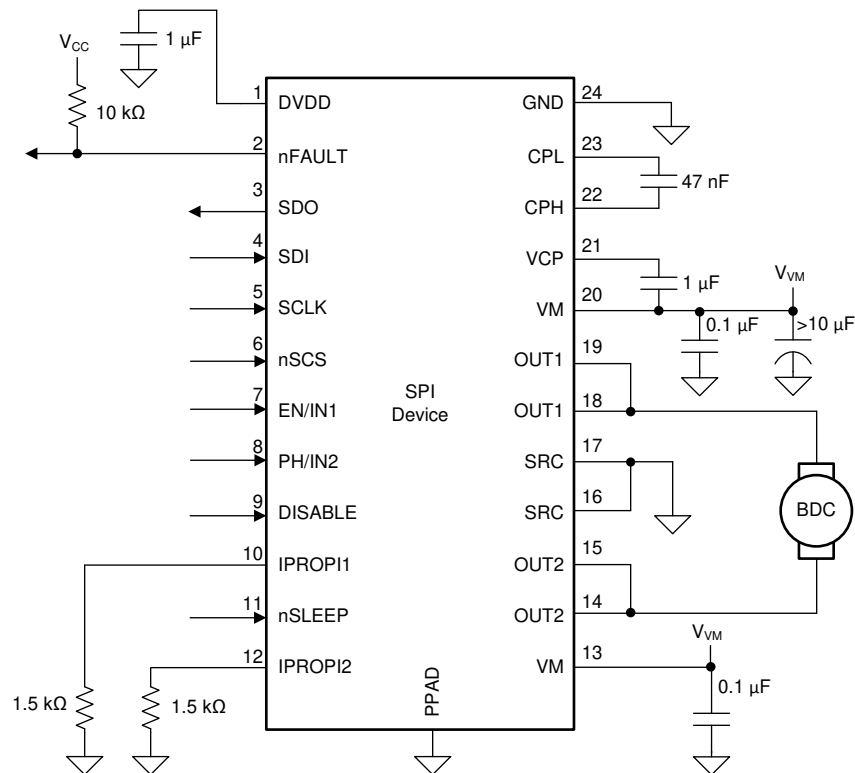 1 µF
V_CC
10 kΩ
1 DVDD
2 nFAULT
3 SDO
4 SDI
5 SCLK
6 nSCS
7 EN/IN1
8 PH/IN2
9 DISABLE
10 IPROPI1
11 nSLEEP
12 IPROPI2
1.5 kΩ
1.5 kΩ
SPI
Device
PPAD
GND 24
CPL 23
47 nF
CPH 22
VCP 21
1 µF
V_VM
VM 20
0.1 µF
>10 µF
OUT1 19
OUT1 18
SRC 17
SRC 16
BDC
OUT2 15
OUT2 14
V_VM
VM 13
0.1 µF